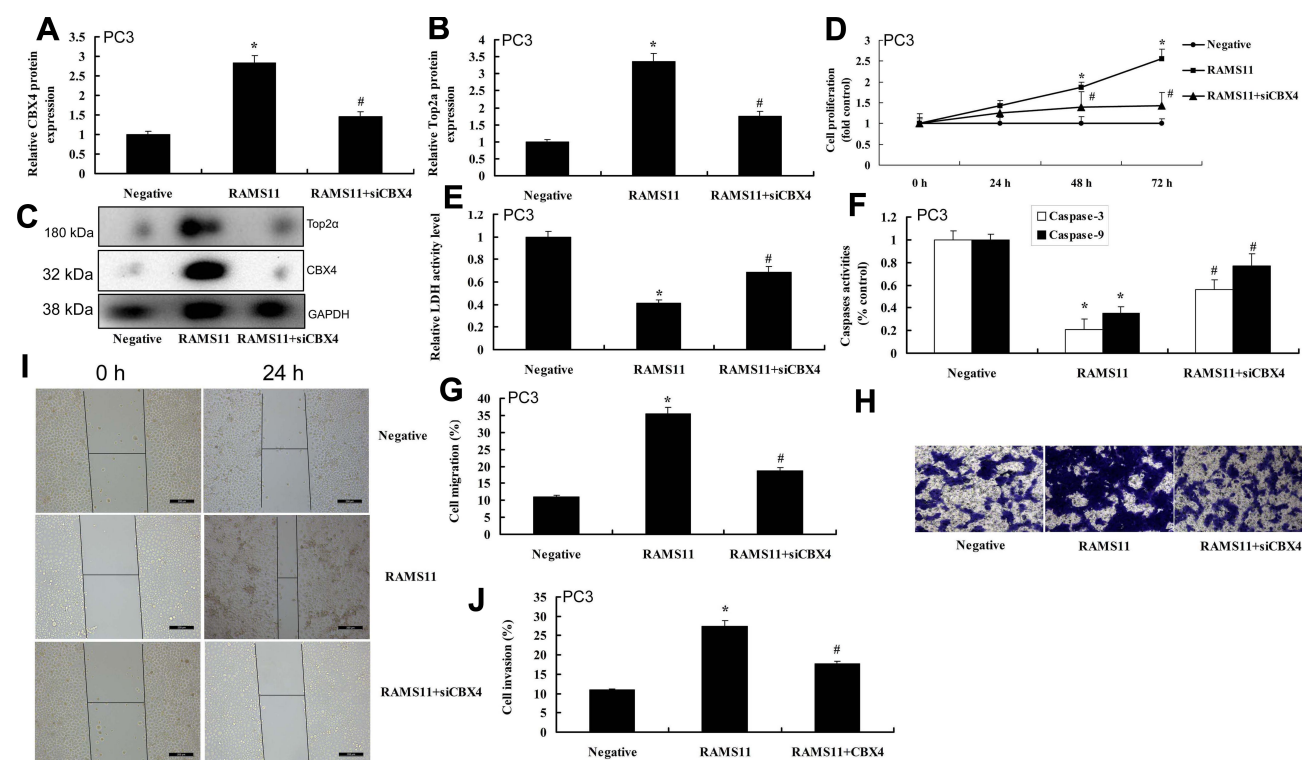 A
PC3
Relative CBX4 protein
expression
3.5
3
2.5
2
1.5
1
0.5
0
*
#
Negative
RAMS11
RAMS11+siCBX4
B
PC3
Relative Top2a protein
expression
4
3.5
3
2.5
2
1.5
1
0.5
0
*
#
Negative
RAMS11
RAMS11+siCBX4
D
PC3
Cell proliferation
(fold control)
3
2.5
2
1.5
1
0.5
0
*
*
#
#
0 h
24 h
48 h
72 h
Negative
RAMS11
RAMS11+siCBX4
C
180 kDa
Top2α
32 kDa
CBX4
38 kDa
GAPDH
Negative
RAMS11
RAMS11+siCBX4
E
PC3
Relative LDH activity level
1.2
1
0.8
0.6
0.4
0.2
0
*
#
Negative
RAMS11
RAMS11+siCBX4
F
PC3
Caspases activities
(% control)
1.2
1
0.8
0.6
0.4
0.2
0
Caspase-3
Caspase-9
*
*
#
#
Negative
RAMS11
RAMS11+siCBX4
I
0 h
24 h
Negative
RAMS11
RAMS11+siCBX4
G
PC3
Cell migration (%)
40
35
30
25
20
15
10
5
0
*
#
Negative
RAMS11
RAMS11+siCBX4
H
Negative
RAMS11
RAMS11+siCBX4
J
PC3
Cell invasion (%)
35
30
25
20
15
10
5
0
*
#
Negative
RAMS11
RAMS11+CBX4